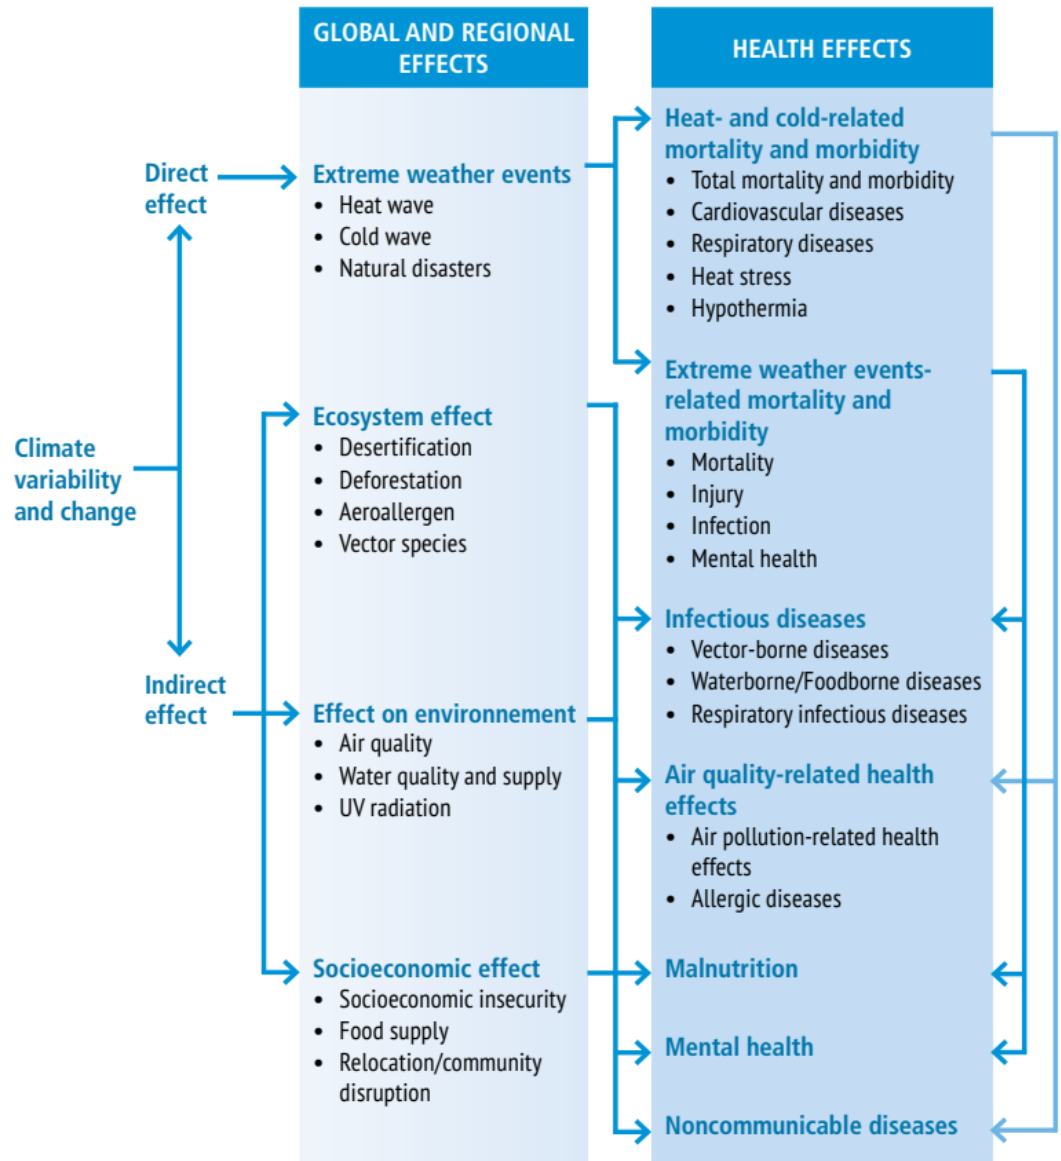 GLOBAL AND REGIONAL
EFFECTS
HEALTH EFFECTS
Climate
variability
and change
Direct
effect
Indirect
effect
Extreme weather events
• Heat wave
• Cold wave
• Natural disasters
Ecosystem effect
• Desertification
• Deforestation
• Aeroallergen
• Vector species
Effect on environnement
• Air quality
• Water quality and supply
• UV radiation
Socioeconomic effect
• Socioeconomic insecurity
• Food supply
• Relocation/community
disruption
Heat- and cold-related
mortality and morbidity
• Total mortality and morbidity
• Cardiovascular diseases
• Respiratory diseases
• Heat stress
• Hypothermia
Extreme weather events-
related mortality and
morbidity
• Mortality
• Injury
• Infection
• Mental health
Infectious diseases
• Vector-borne diseases
• Waterborne/Foodborne diseases
• Respiratory infectious diseases
Air quality-related health
effects
• Air pollution-related health
effects
• Allergic diseases
Malnutrition
Mental health
Noncommunicable diseases